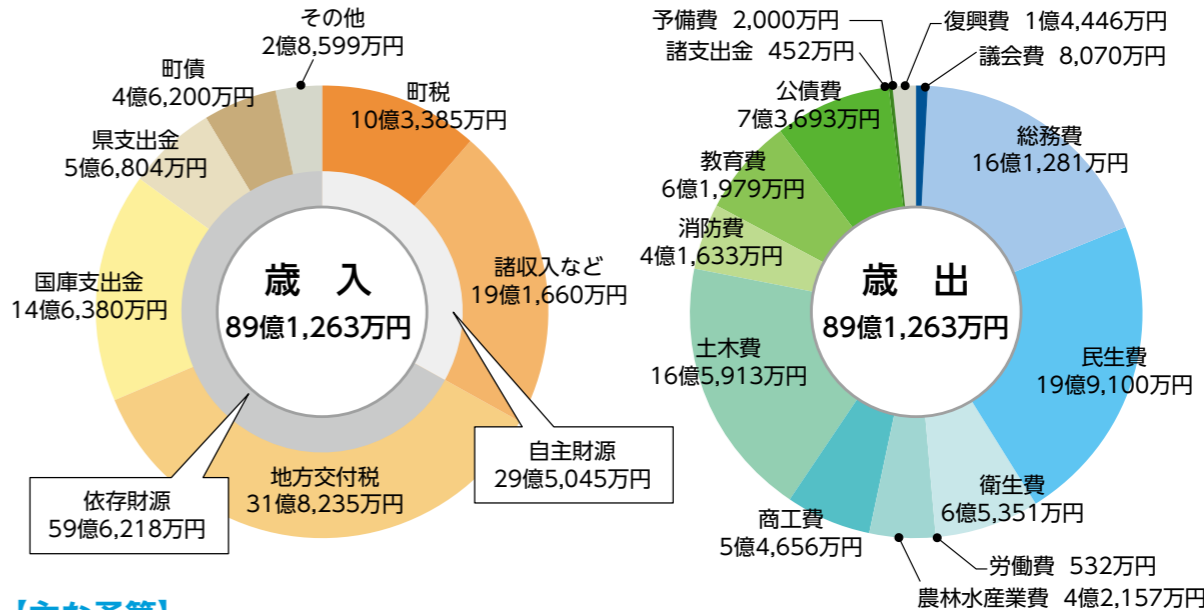 その他
2億8,599万円
町債
4億6,200万円
県支出金
5億6,804万円
国庫支出金
14億6,380万円
町税
10億3,385万円
諸収入など
19億1,660万円
歳 入
89億1,263万円
自主財源
29億5,045万円
地方交付税
31億8,235万円
依存財源
59億6,218万円
予備費 2,000万円
諸支出金 452万円
復興費 1億4,446万円
議会費 8,070万円
公債費
7億3,693万円
教育費
6億1,979万円
消防費
4億1,633万円
総務費
16億1,281万円
歳 出
89億1,263万円
民生費
19億9,100万円
土木費
16億5,913万円
衛生費
6億5,351万円
商工費
5億4,656万円
労働費 532万円
農林水産業費 4億2,157万円
【主な予算】